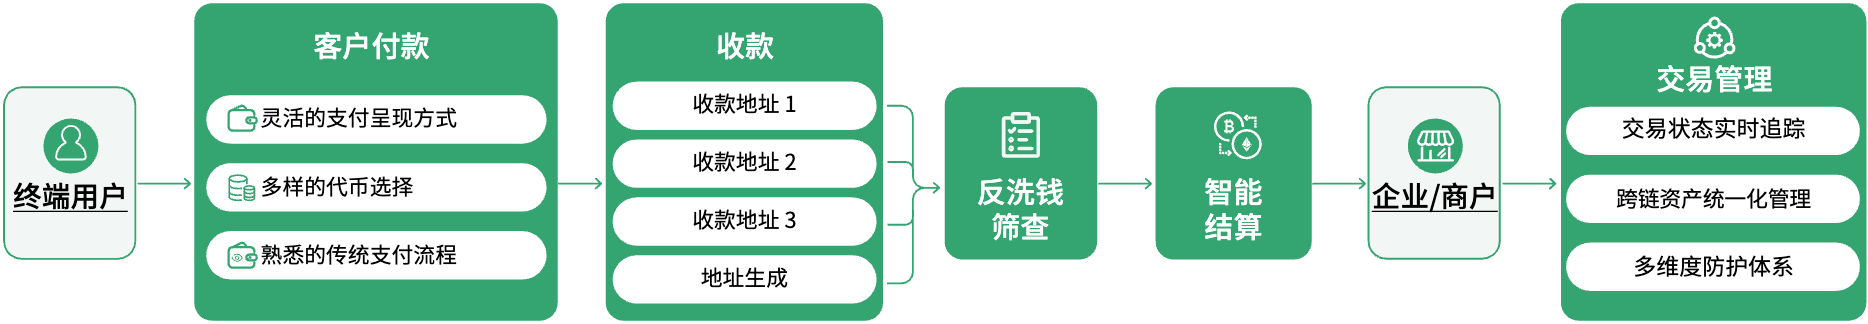 终端用户
客户付款
灵活的支付呈现方式
多样的代币选择
熟悉的传统支付流程
收款
收款地址 1
收款地址 2
收款地址 3
地址生成
反洗钱
筛查
智能
结算
企业/商户
交易管理
交易状态实时追踪
跨链资产统一化管理
多维度防护体系